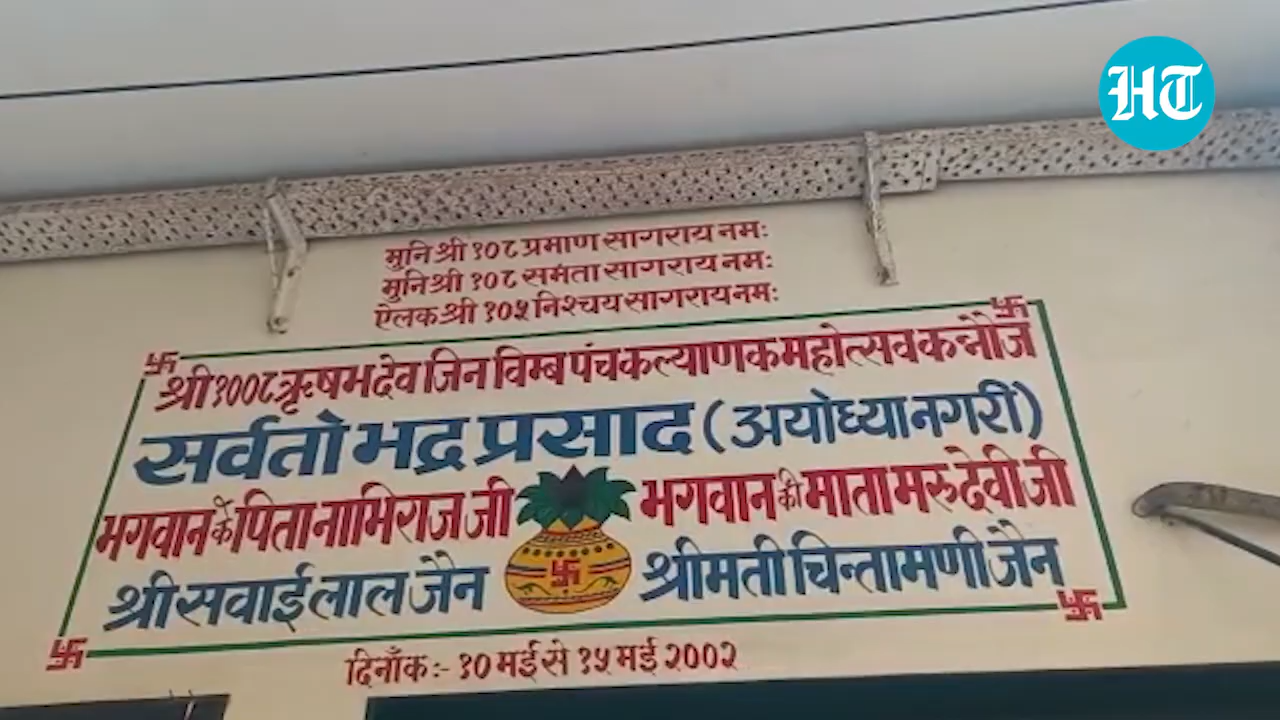 HT
मुनि श्री १०८ प्रमाण सागराय नमः
मुनि श्री १०८ समता सागराय नमः
ऐलक श्री १०५ निश्चय सागराय नमः
श्री १००८ ऋषभदेव जिन विम्ब पंचकल्याणक महोत्सव कन्नौज
सर्वतोभद्र प्रसाद (अयोध्या नगरी)
भगवान के पिता नाभिराज जी भगवान की माता मरुदेवी जी
श्री सवाईलाल जैन श्रीमती चिन्तामणी जैन
दिनाँक :- १० मई से १५ मई २००२